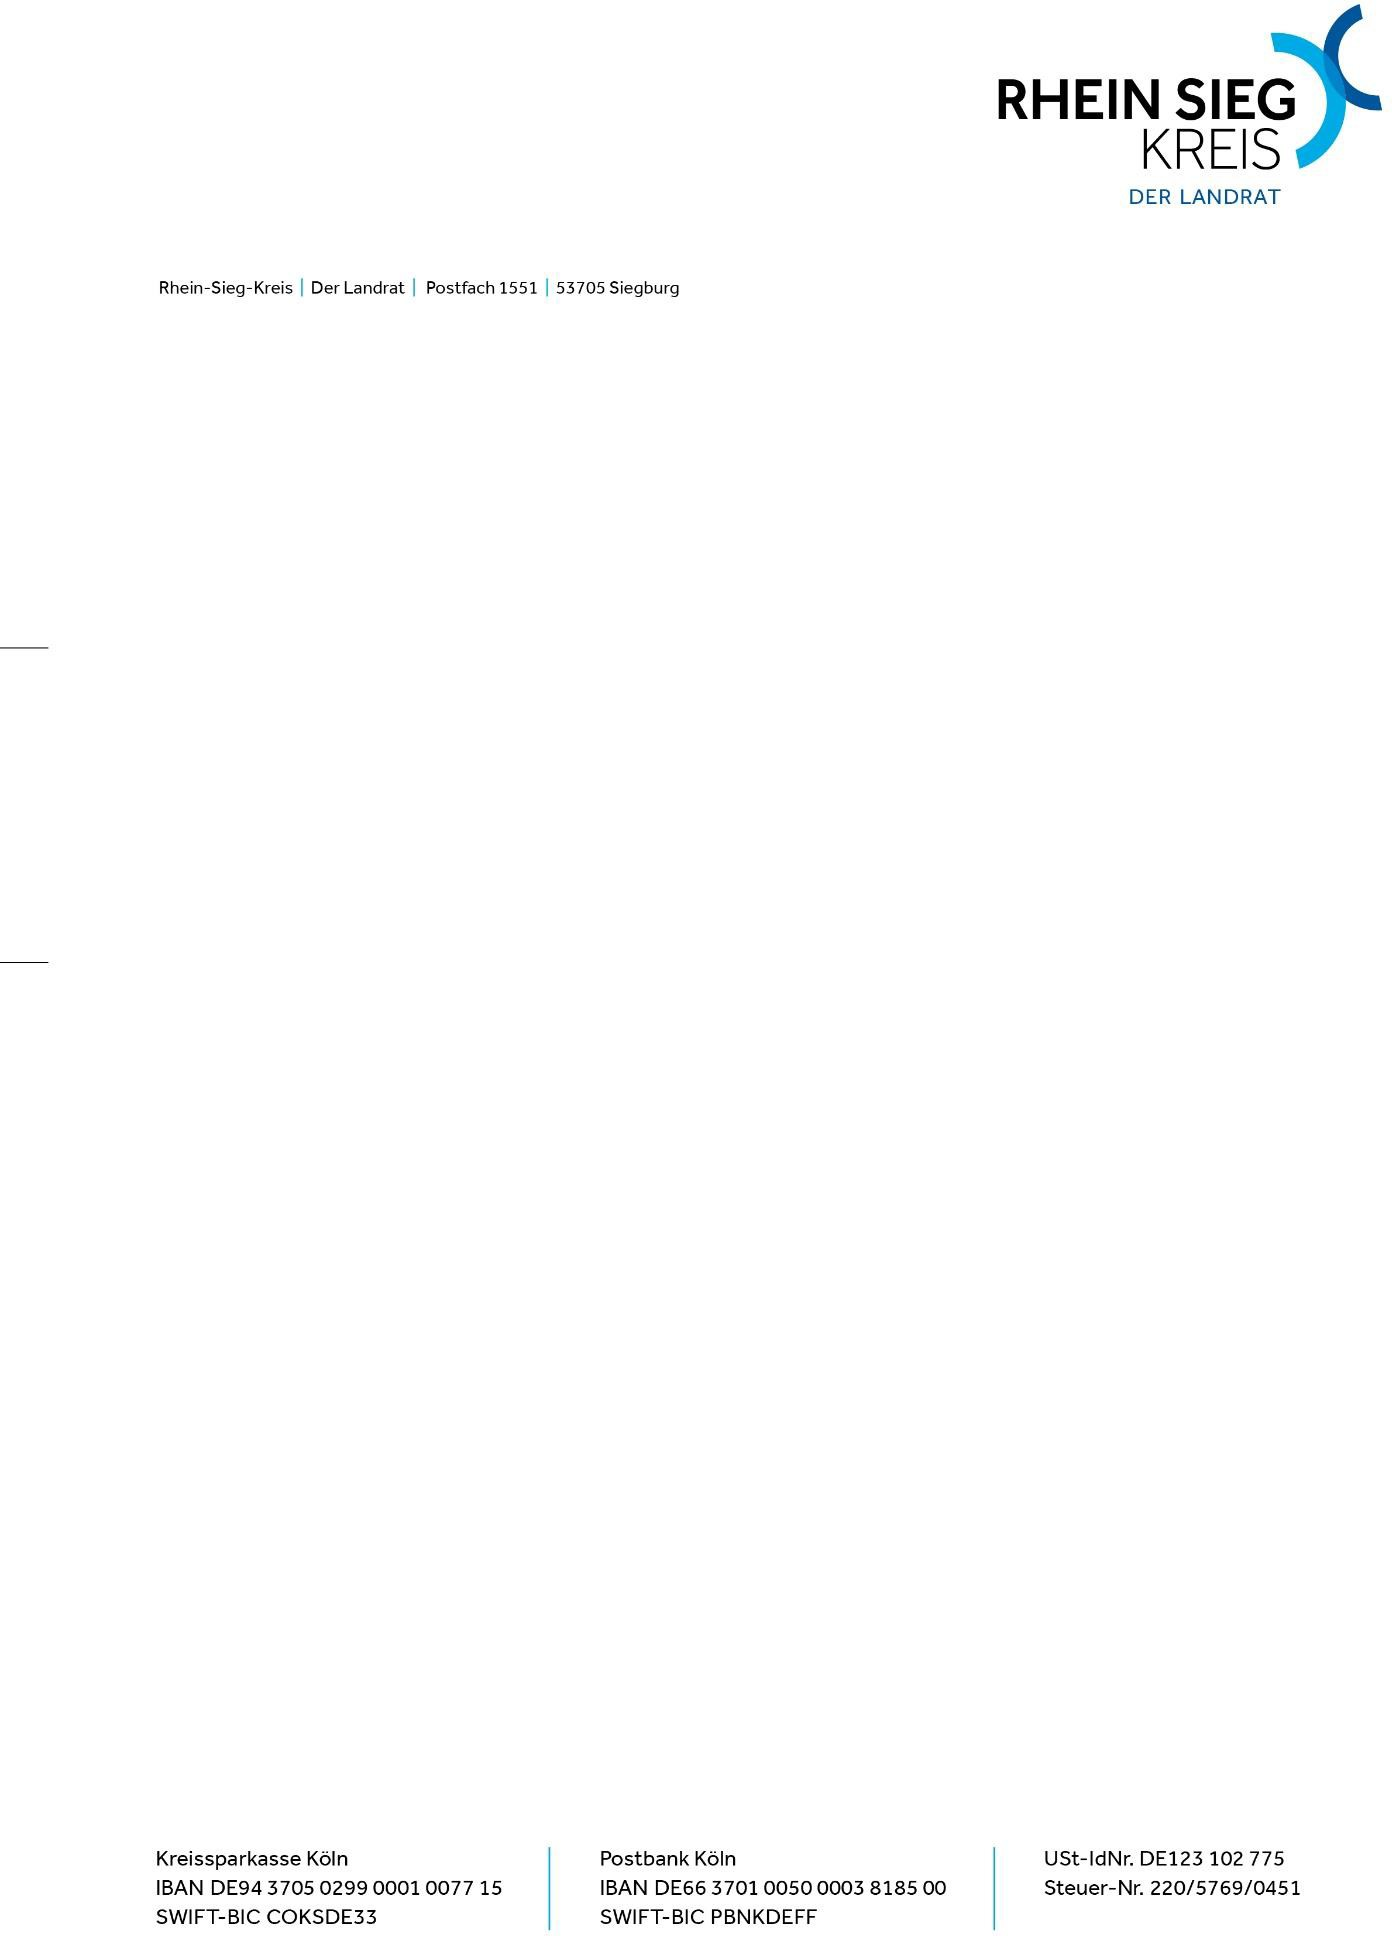 RHEIN SIEG
KREIS
DER LANDRAT
Rhein-Sieg-Kreis | Der Landrat | Postfach 1551 | 53705 Siegburg
Kreissparkasse Köln
IBAN DE94 3705 0299 0001 0077 15
SWIFT-BIC COKSDE33
Postbank Köln
IBAN DE66 3701 0050 0003 8185 00
SWIFT-BIC PBNKDEFF
USt-IdNr. DE123 102 775
Steuer-Nr. 220/5769/0451